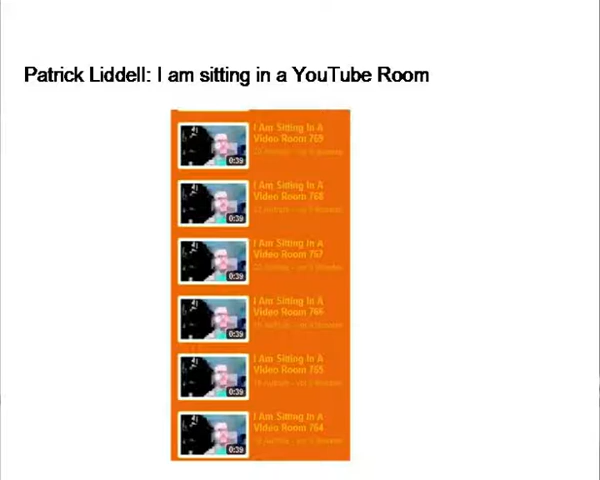 Patrick Liddell: I am sitting in a YouTube Room
I Am Sitting In A
Video Room 769
0:39
I Am Sitting In A
Video Room 768
0:39
I Am Sitting In A
Video Room 767
0:39
I Am Sitting In A
Video Room 766
0:39
I Am Sitting In A
Video Room 765
0:39
I Am Sitting In A
Video Room 764
0:39